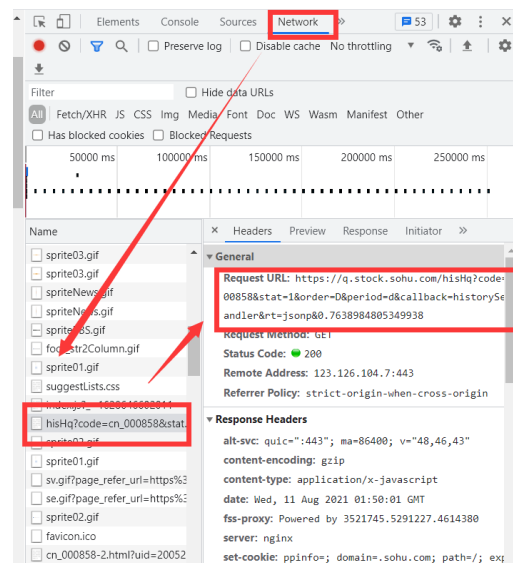 Elements Console Sources Network » 53
Preserve log Disable cache No throttling
Filter Hide data URLs
All Fetch/XHR JS CSS Img Media Font Doc WS Wasm Manifest Other
Has blocked cookies Blocked Requests
50000 ms 100000 ms 150000 ms 200000 ms 250000 ms
Name
sprite03.gif
sprite03.gif
spriteNews.gif
spriteNews.gif
gif
str2Column.gif
sprite01.gif
suggestLists.css
hisHq?code=cn_000858&stat.
sprite02.gif
sprite01.gif
sv.gif?page_refer_url=https%3
se.gif?page_refer_url=https%3
sprite02.gif
favicon.ico
cn_000858-2.html?uid=20052
× Headers Preview Response Initiator »
General
Request URL: https://q.stock.sohu.com/hisHq?code=
00858&stat=1&order=D&period=d&callback=historySe
andler&rt=jsonp&0.7638984805349938
Request Method: GET
Status Code: 200
Remote Address: 123.126.104.7:443
Referrer Policy: strict-origin-when-cross-origin
Response Headers
alt-svc: quic=":443"; ma=86400; v="48,46,43"
content-encoding: gzip
content-type: application/x-javascript
date: Wed, 11 Aug 2021 01:50:01 GMT
fss-proxy: Powered by 3521745.5291227.4614380
server: nginx
set-cookie: ppinfo=; domain=.sohu.com; path=/; exp